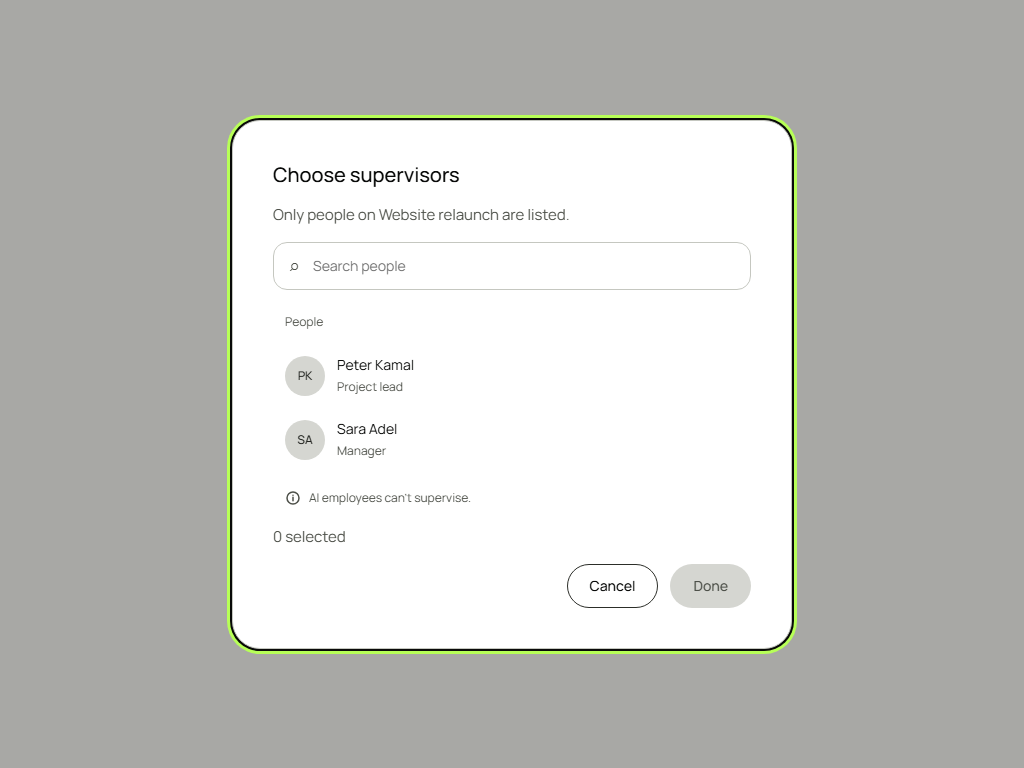 Choose supervisors
Only people on Website relaunch are listed.
Search people
People
PK
Peter Kamal
Project lead
SA
Sara Adel
Manager
AI employees can't supervise.
0 selected
Cancel
Done